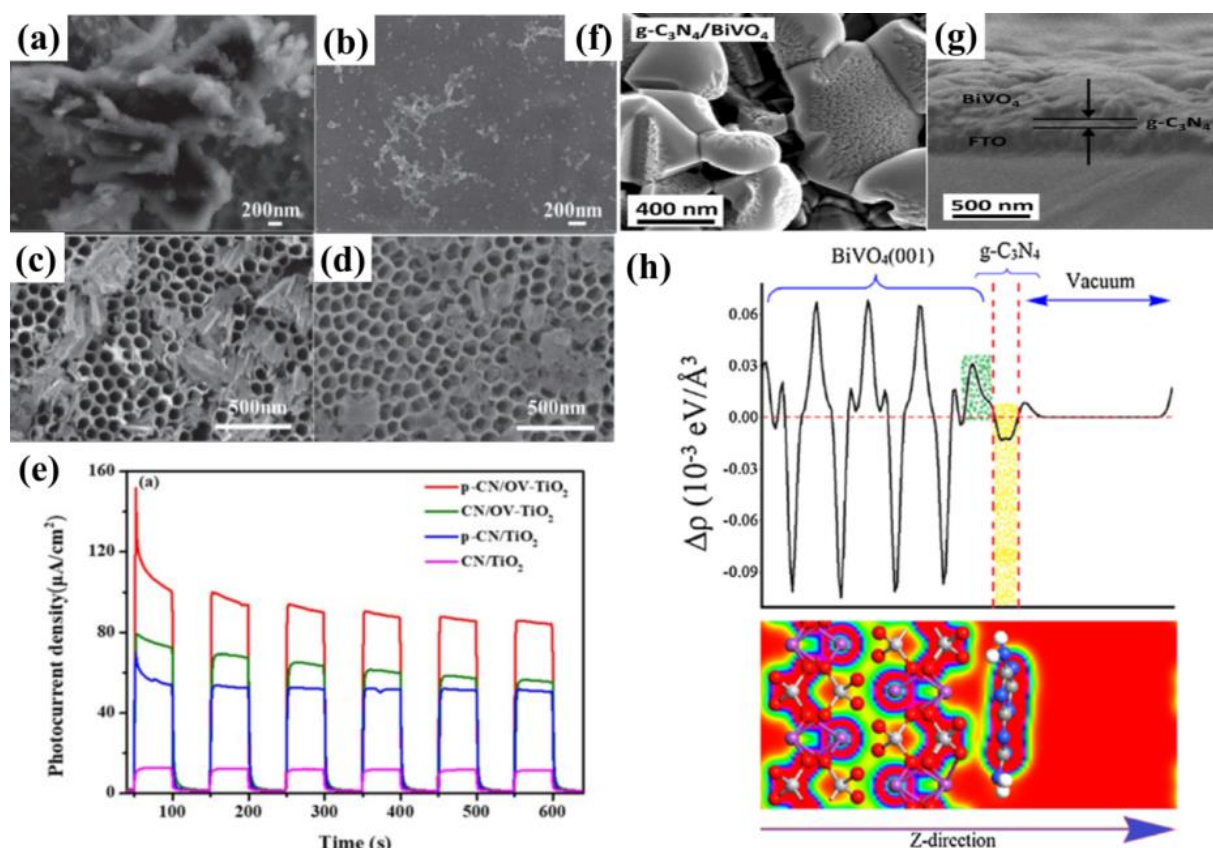 (a)
200nm
(b)
200nm
(f)
g-C₃N₄/BiVO₄
400 nm
(g)
BiVO₄
g-C₃N₄
FTO
500 nm
(c)
500nm
(d)
500nm
(e)
(a)
p-CN/OV-TiO₂
CN/OV-TiO₂
p-CN/TiO₂
CN/TiO₂
Photocurrent density(μA/cm²)
160
120
80
40
0
100 200 300 400 500 600
Time (s)
(h)
BiVO₄(001)
g-C₃N₄
Vacuum
Δρ (10⁻³ eV/Å³)
0.06
0.03
0.00
-0.03
-0.06
-0.09
Z-direction